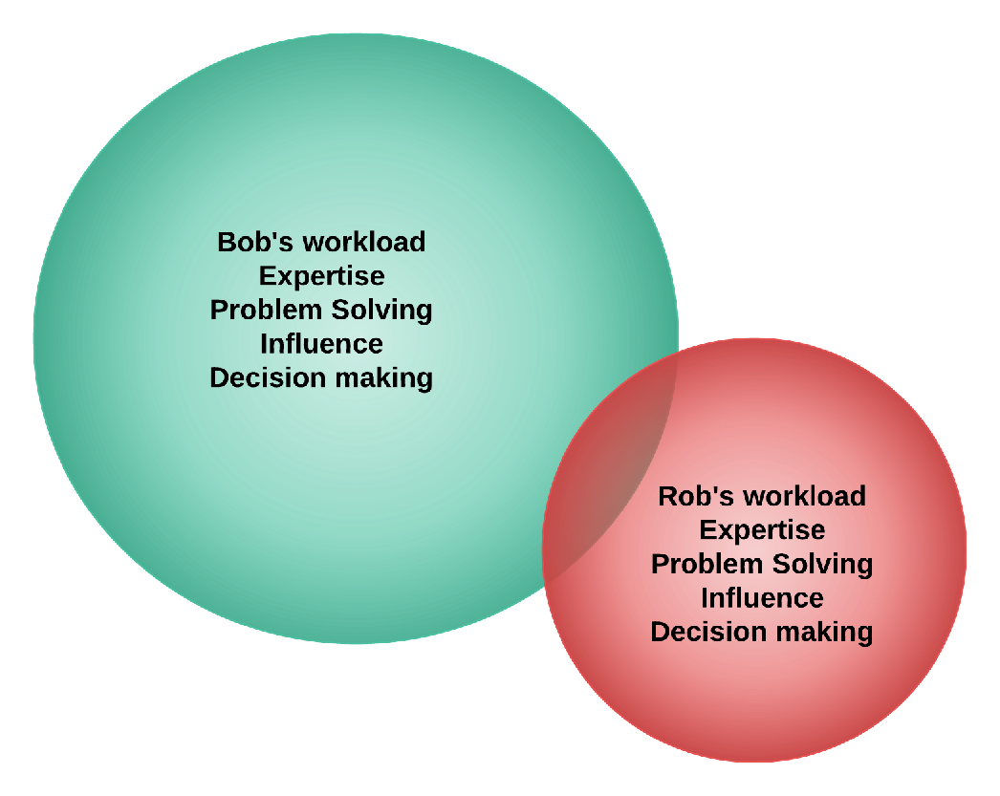 Bob's workload
Expertise
Problem Solving
Influence
Decision making
Rob's workload
Expertise
Problem Solving
Influence
Decision making